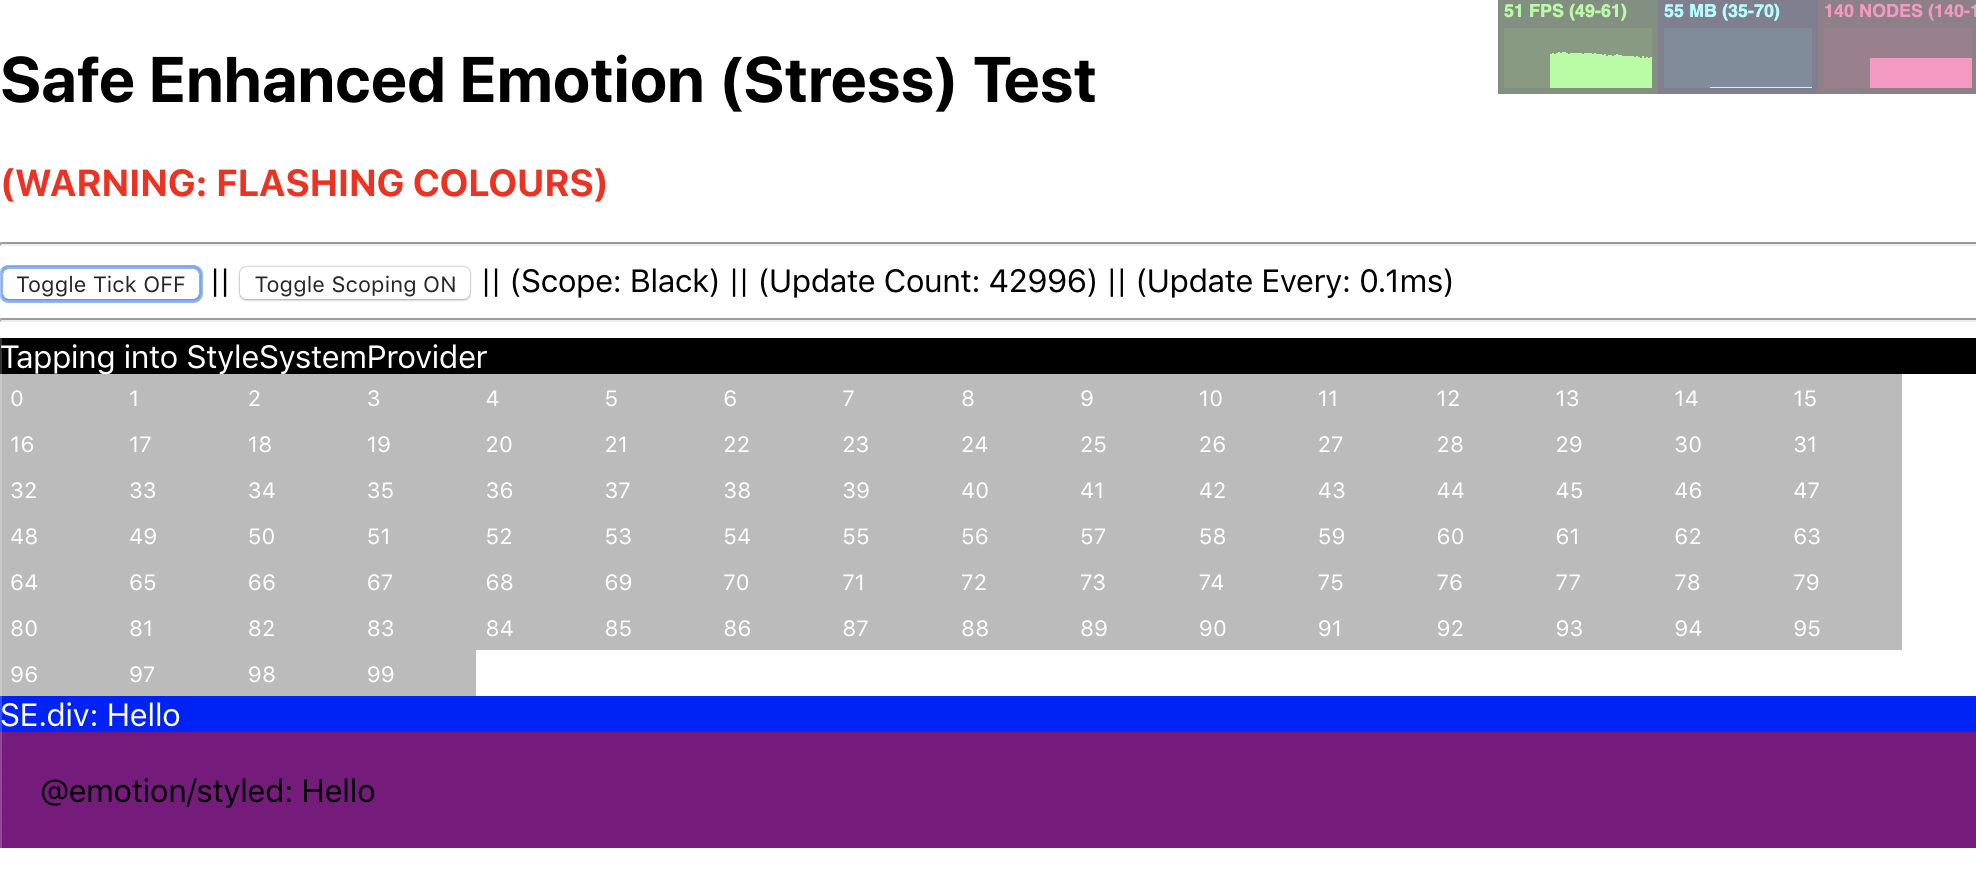 51 FPS (49-61) 55 MB (35-70) 140 NODES (140-1
Safe Enhanced Emotion (Stress) Test
(WARNING: FLASHING COLOURS)
Toggle Tick OFF || Toggle Scoping ON || (Scope: Black) || (Update Count: 42996) || (Update Every: 0.1ms)
Tapping into StyleSystemProvider
0 1 2 3 4 5 6 7 8 9 10 11 12 13 14 15
16 17 18 19 20 21 22 23 24 25 26 27 28 29 30 31
32 33 34 35 36 37 38 39 40 41 42 43 44 45 46 47
48 49 50 51 52 53 54 55 56 57 58 59 60 61 62 63
64 65 66 67 68 69 70 71 72 73 74 75 76 77 78 79
80 81 82 83 84 85 86 87 88 89 90 91 92 93 94 95
96 97 98 99
SE.div: Hello
@emotion/styled: Hello